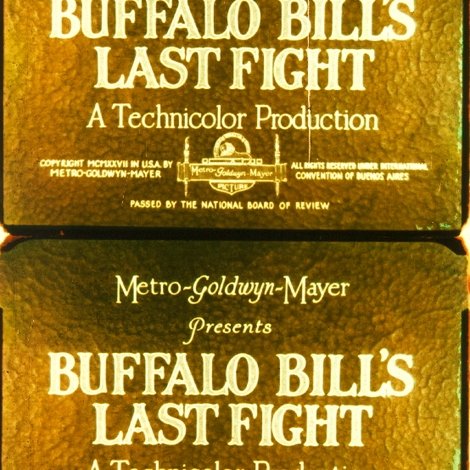 BUFFALO BILL'S
LAST FIGHT
A Technicolor Production
COPYRIGHT MCMXXVII IN U.S.A. BY
METRO-GOLDWYN-MAYER
Metro-Goldwyn-Mayer
PICTURE
ALL RIGHTS RESERVED UNDER INTERNATIONAL
CONVENTION OF BUENOS AIRES
PASSED BY THE NATIONAL BOARD OF REVIEW
Metro-Goldwyn-Mayer
Presents
BUFFALO BILL'S
LAST FIGHT
A Technicolor Producti